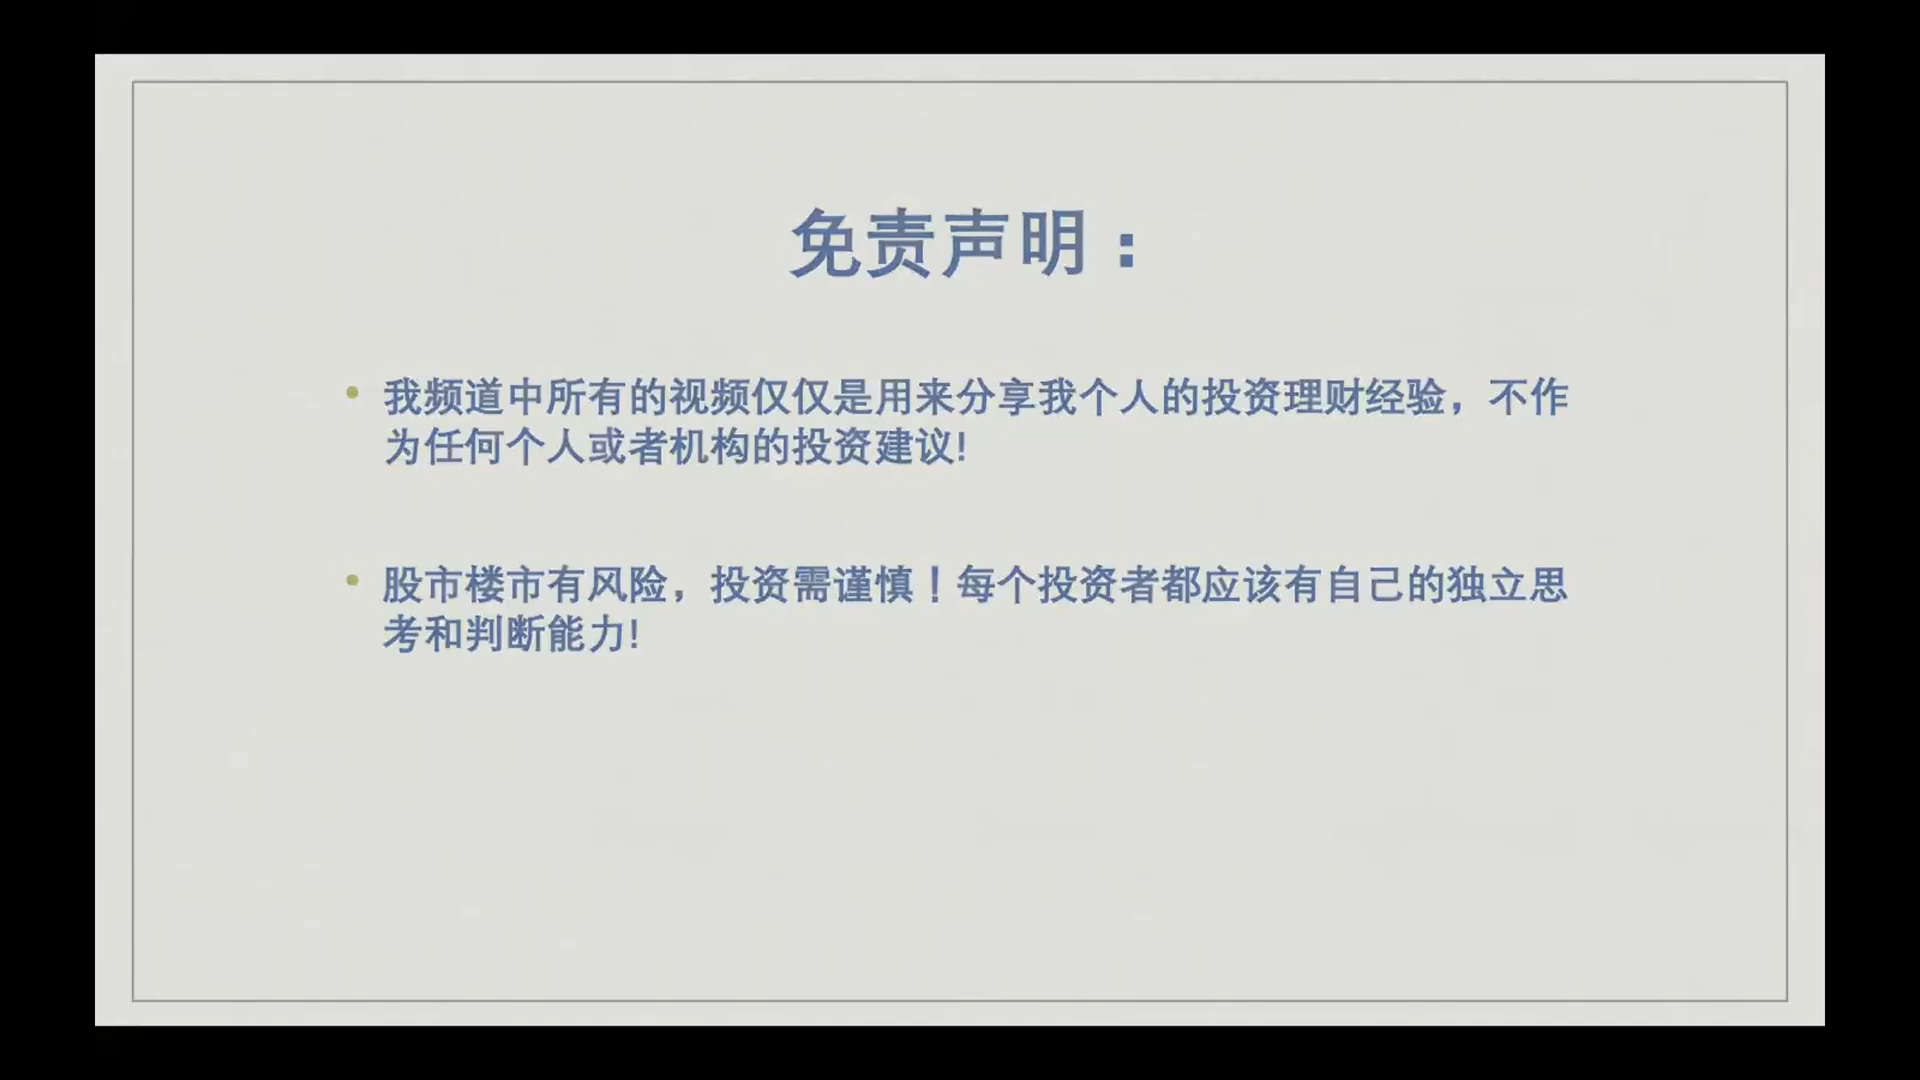 免责声明：
• 我频道中所有的视频仅仅是用来分享我个人的投资理财经验，不作
为任何个人或者机构的投资建议!
• 股市楼市有风险，投资需谨慎！每个投资者都应该有自己的独立思
考和判断能力!